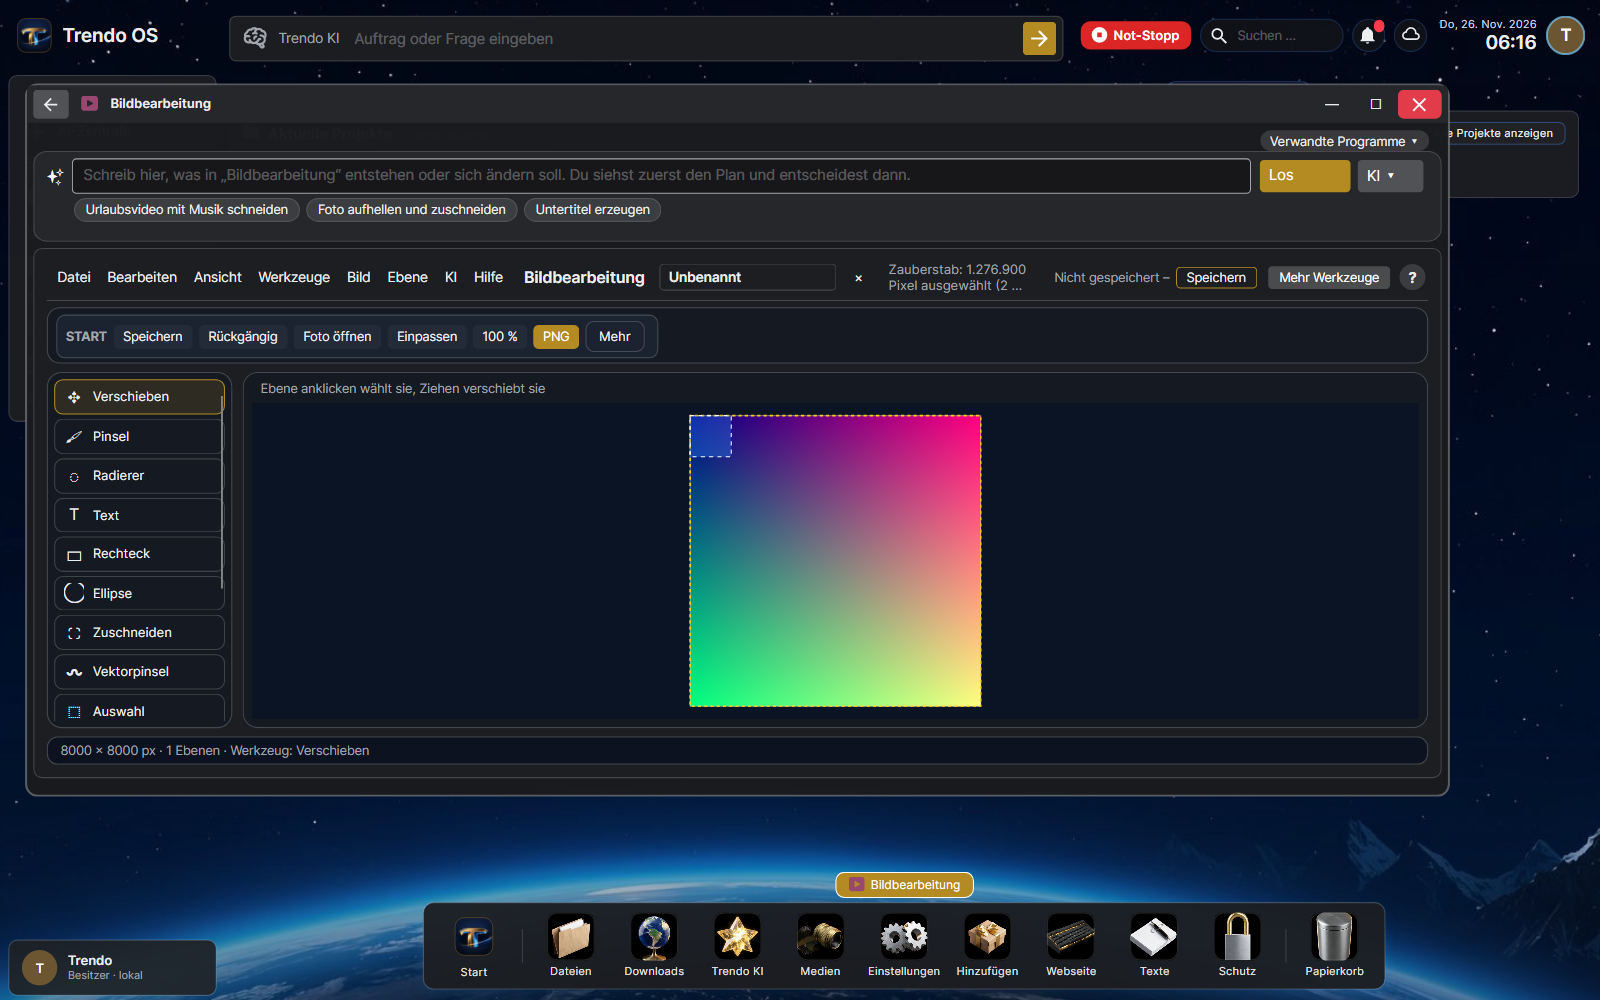 Trendo OS
Trendo KI Auftrag oder Frage eingeben
Not-Stopp
Suchen ...
Do, 26. Nov. 2026
06:16
T
Bildbearbeitung
e Projekte anzeigen
Verwandte Programme ▾
Schreib hier, was in „Bildbearbeitung“ entstehen oder sich ändern soll. Du siehst zuerst den Plan und entscheidest dann.
Los
KI ▾
Urlaubsvideo mit Musik schneiden
Foto aufhellen und zuschneiden
Untertitel erzeugen
Datei Bearbeiten Ansicht Werkzeuge Bild Ebene KI Hilfe
Bildbearbeitung
Unbenannt
×
Zauberstab: 1.276.900
Pixel ausgewählt (2 ...
Nicht gespeichert –
Speichern
Mehr Werkzeuge
?
START Speichern Rückgängig Foto öffnen Einpassen 100 % PNG Mehr
Verschieben
Pinsel
Radierer
T Text
Rechteck
Ellipse
Zuschneiden
Vektorpinsel
Auswahl
Ebene anklicken wählt sie, Ziehen verschiebt sie
8000 × 8000 px · 1 Ebenen · Werkzeug: Verschieben
Bildbearbeitung
T
Trendo
Besitzer · lokal
Start
Dateien
Downloads
Trendo KI
Medien
Einstellungen
Hinzufügen
Webseite
Texte
Schutz
Papierkorb